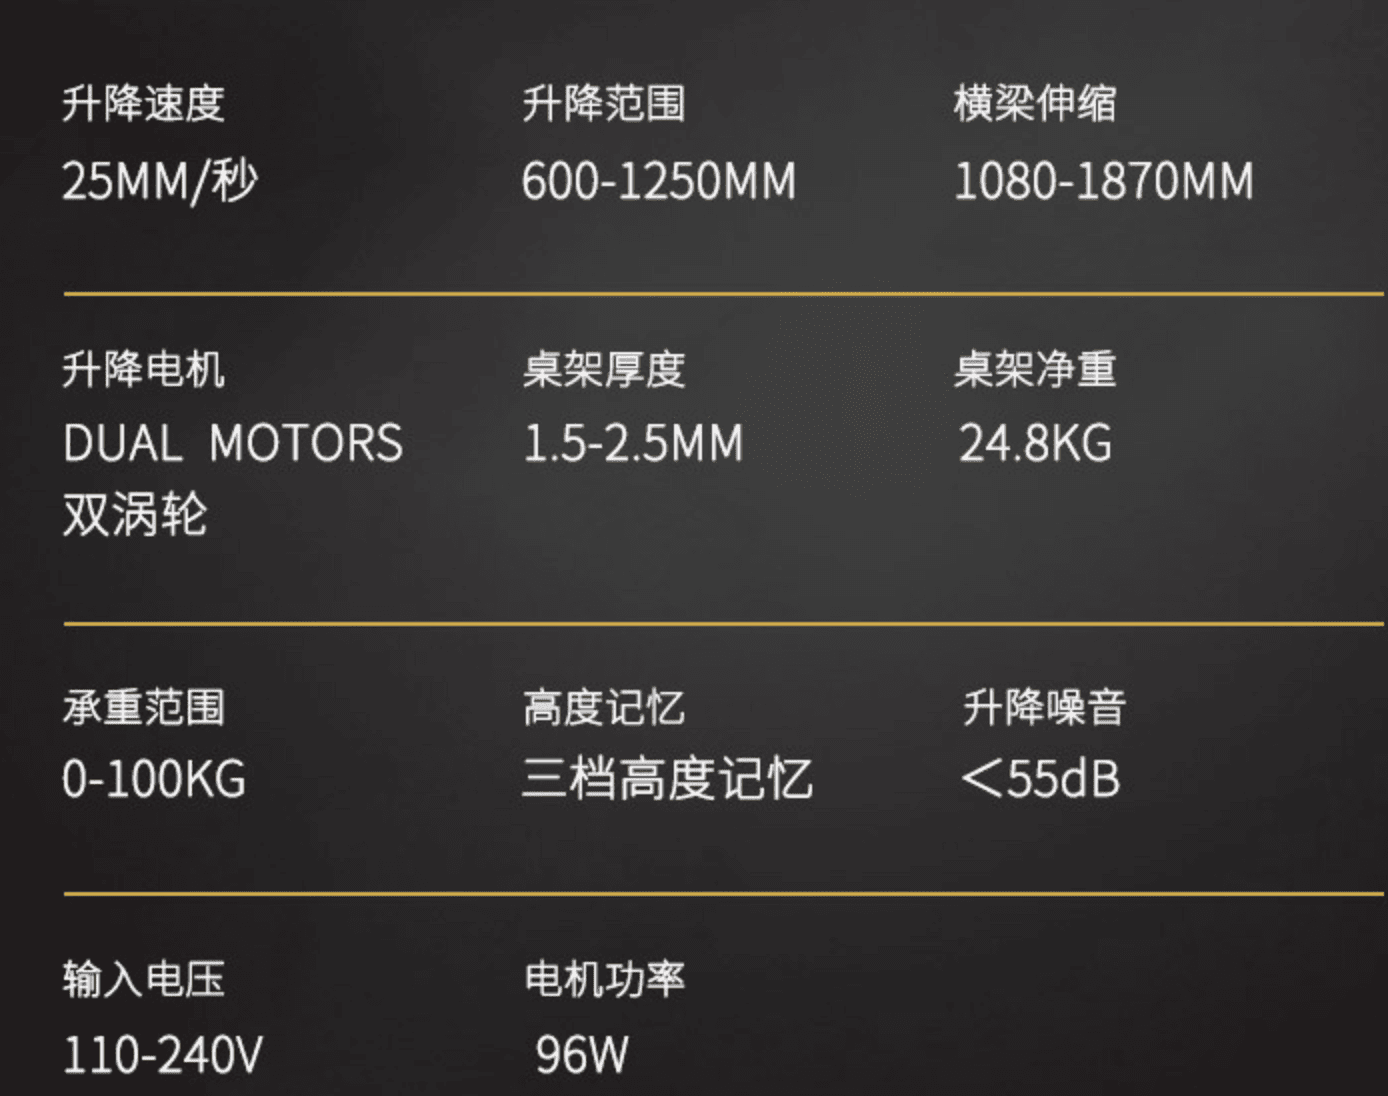 升降速度
升降范围
横梁伸缩
25MM/秒
600-1250MM
1080-1870MM
升降电机
桌架厚度
桌架净重
DUAL MOTORS
1.5-2.5MM
24.8KG
双涡轮
承重范围
高度记忆
升降噪音
0-100KG
三档高度记忆
＜55dB
输入电压
电机功率
110-240V
96W